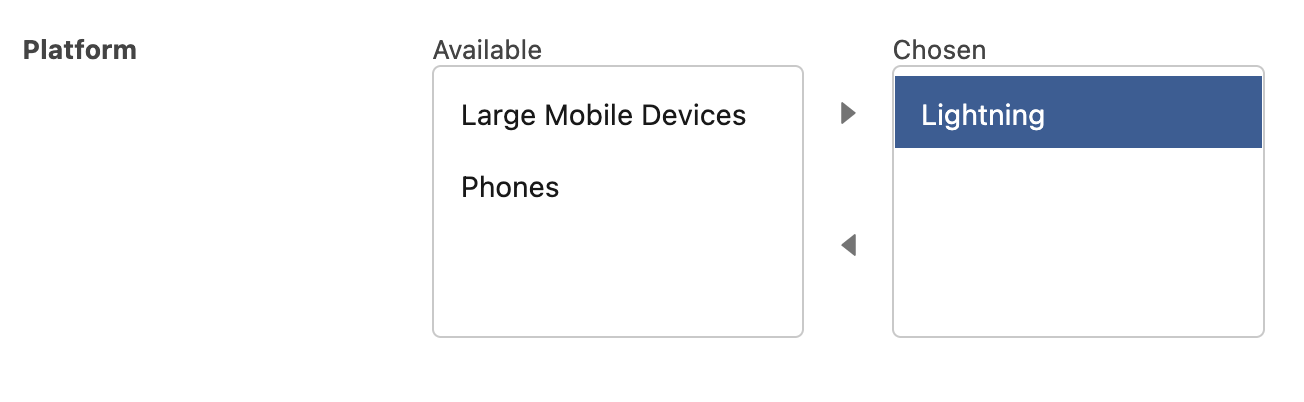 Platform
Available
Chosen
Large Mobile Devices
Lightning
Phones